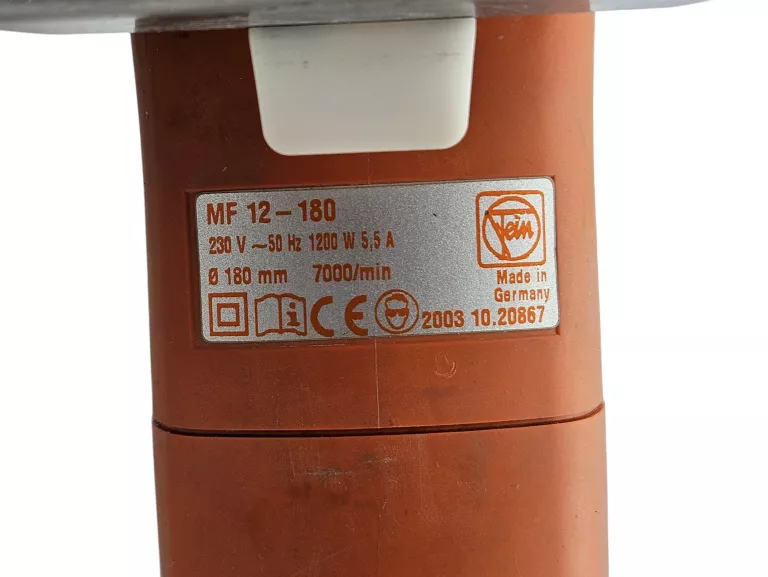 MF 12-180
230 V ~50 Hz 1200 W 5,5 A
Ø 180 mm 7000/min
Fein
Made in
Germany
i CE 2003 10.20867